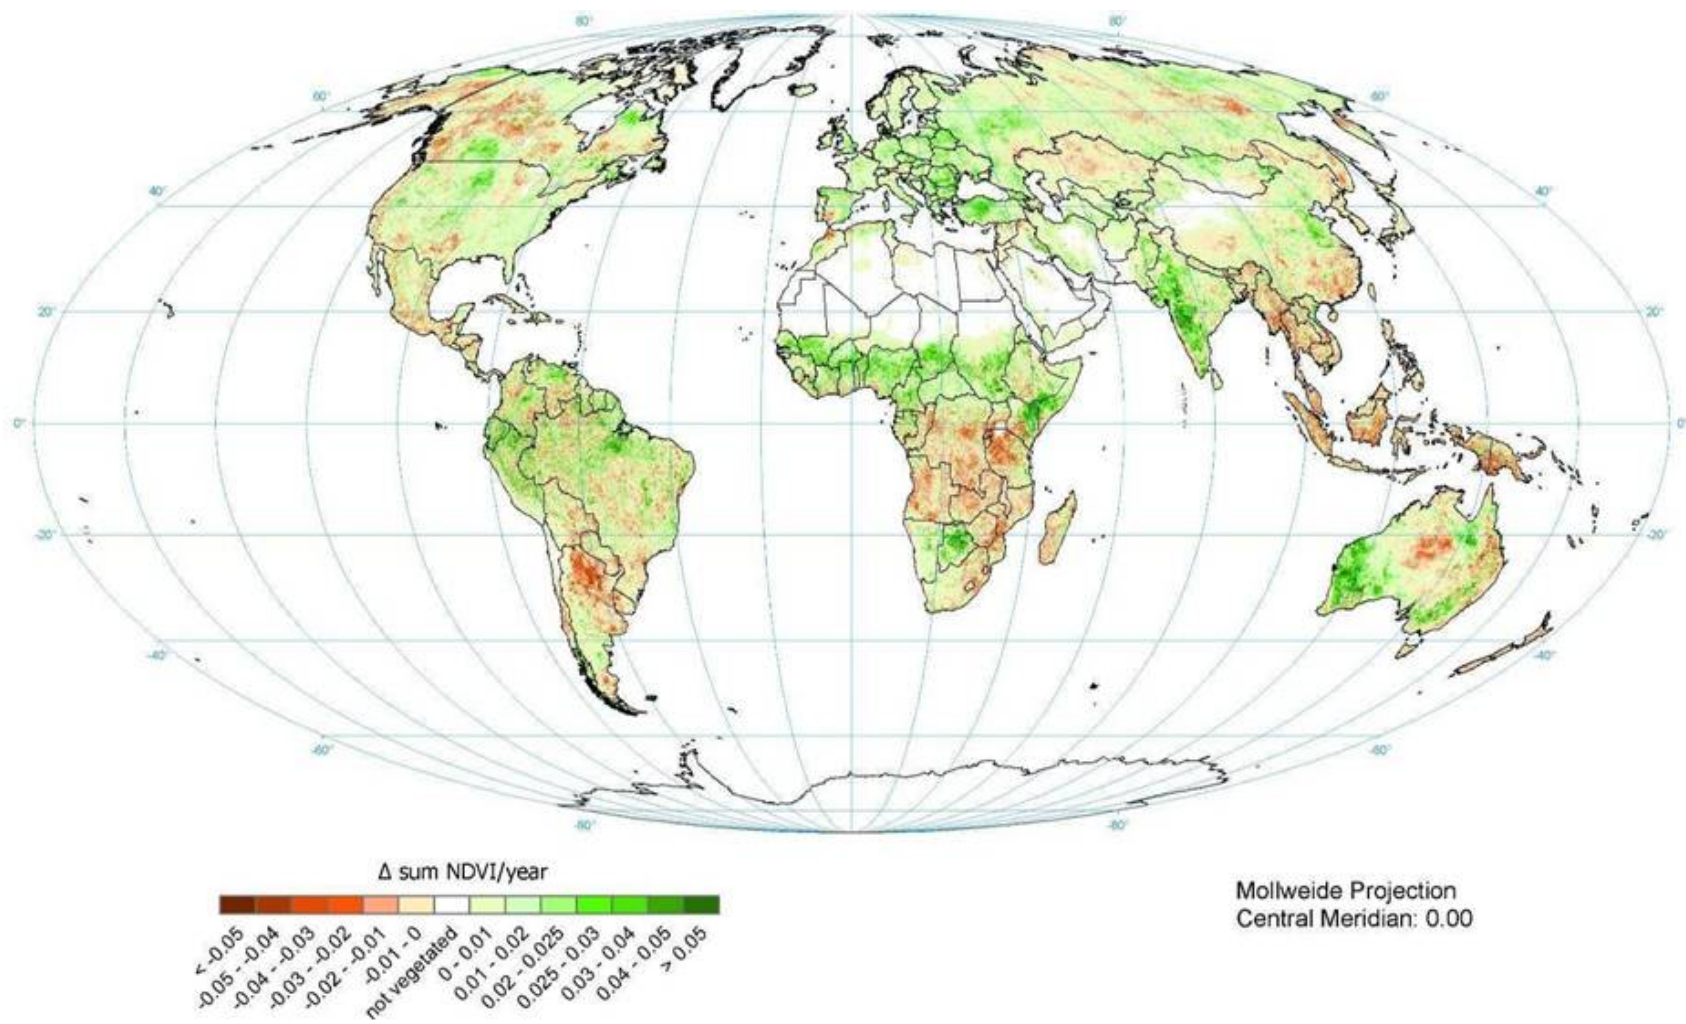 80° 80°
60° 60°
40° 40°
20° 20°
0° 0°
-20° -20°
-40° -40°
-60° -60°
-80° -80°
Δ sum NDVI/year
< -0.05
-0.05 - -0.04
-0.04 - -0.03
-0.03 - -0.02
-0.02 - -0.01
-0.01 - 0
not vegetated
0 - 0.01
0.01 - 0.02
0.02 - 0.025
0.025 - 0.03
0.03 - 0.04
0.04 - 0.05
> 0.05
Mollweide Projection
Central Meridian: 0.00